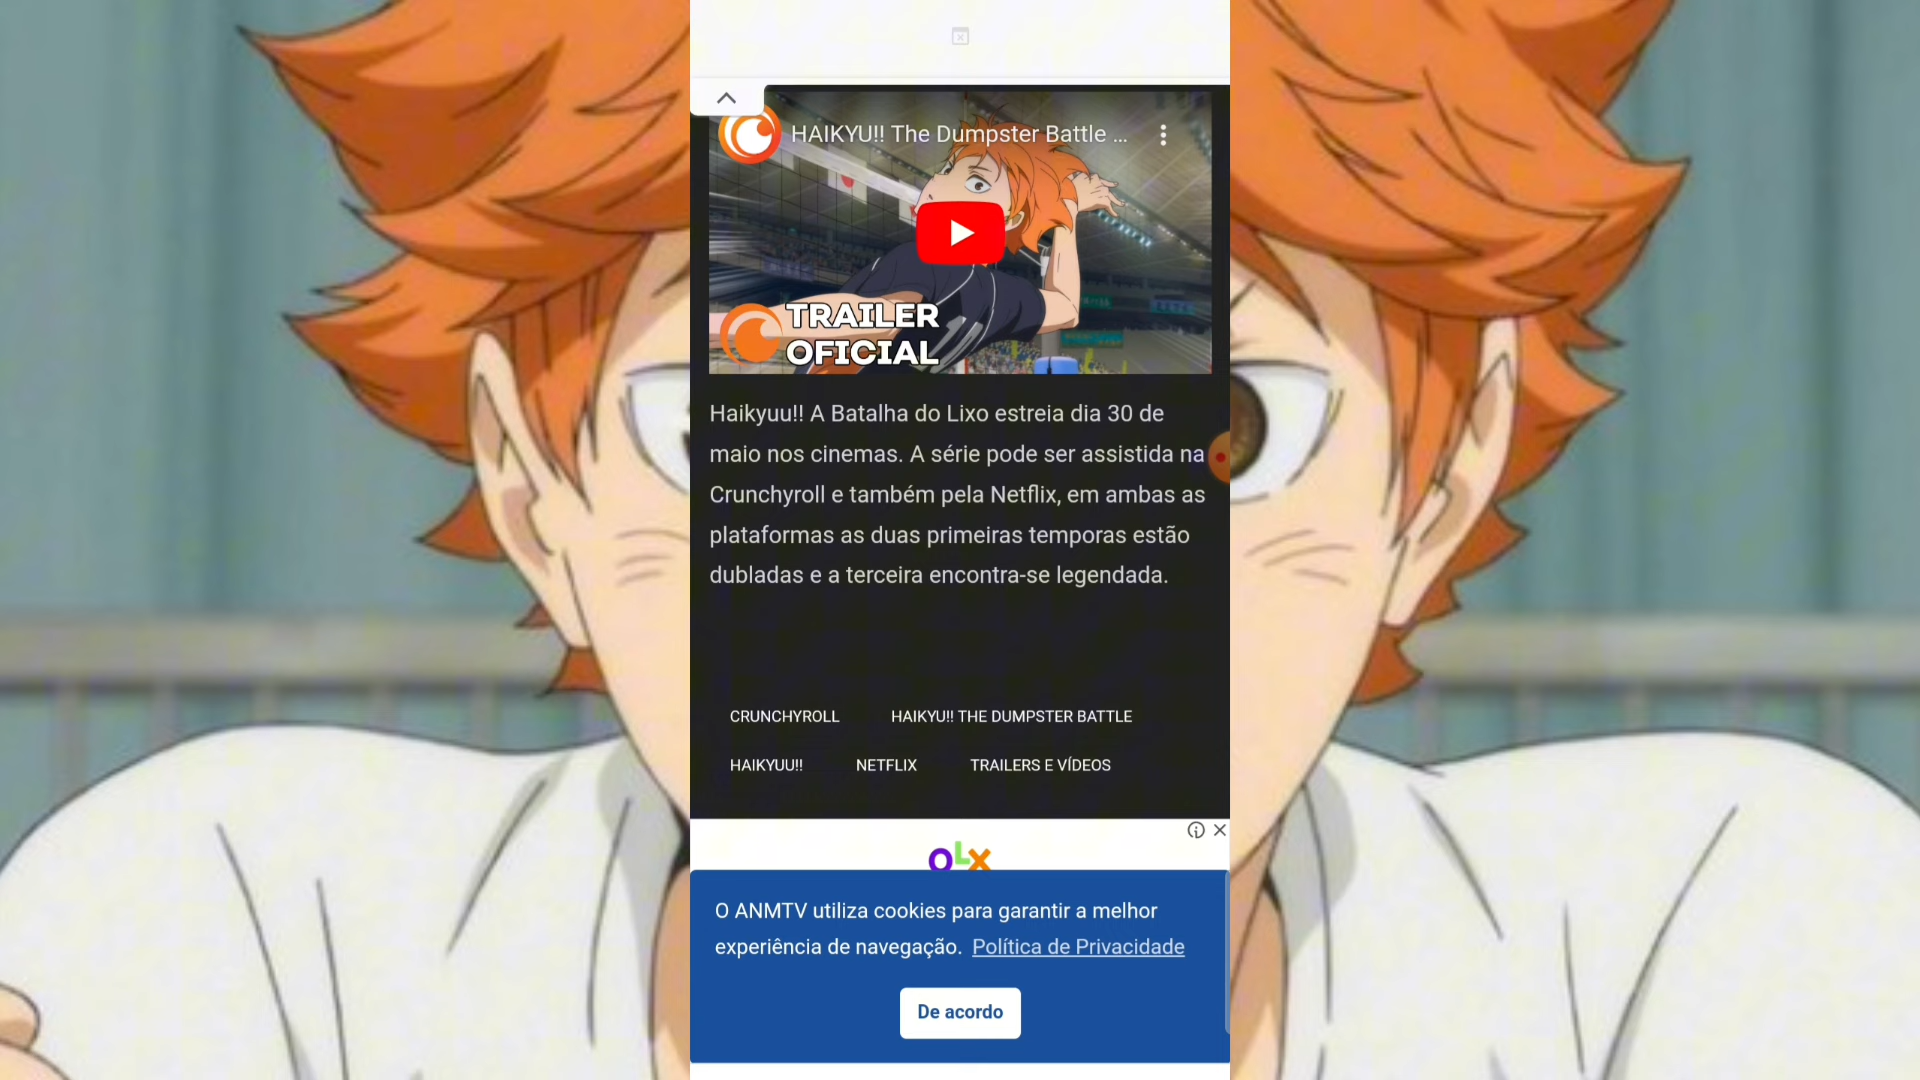 HAIKYU!! The Dumpster Battle ...
TRAILER
OFICIAL
Haikyuu!! A Batalha do Lixo estreia dia 30 de
maio nos cinemas. A série pode ser assistida na
Crunchyroll e também pela Netflix, em ambas as
plataformas as duas primeiras temporas estão
dubladas e a terceira encontra-se legendada.
CRUNCHYROLL HAIKYU!! THE DUMPSTER BATTLE
HAIKYUU!! NETFLIX TRAILERS E VÍDEOS
OLX
O ANMTV utiliza cookies para garantir a melhor
experiência de navegação. Política de Privacidade
De acordo